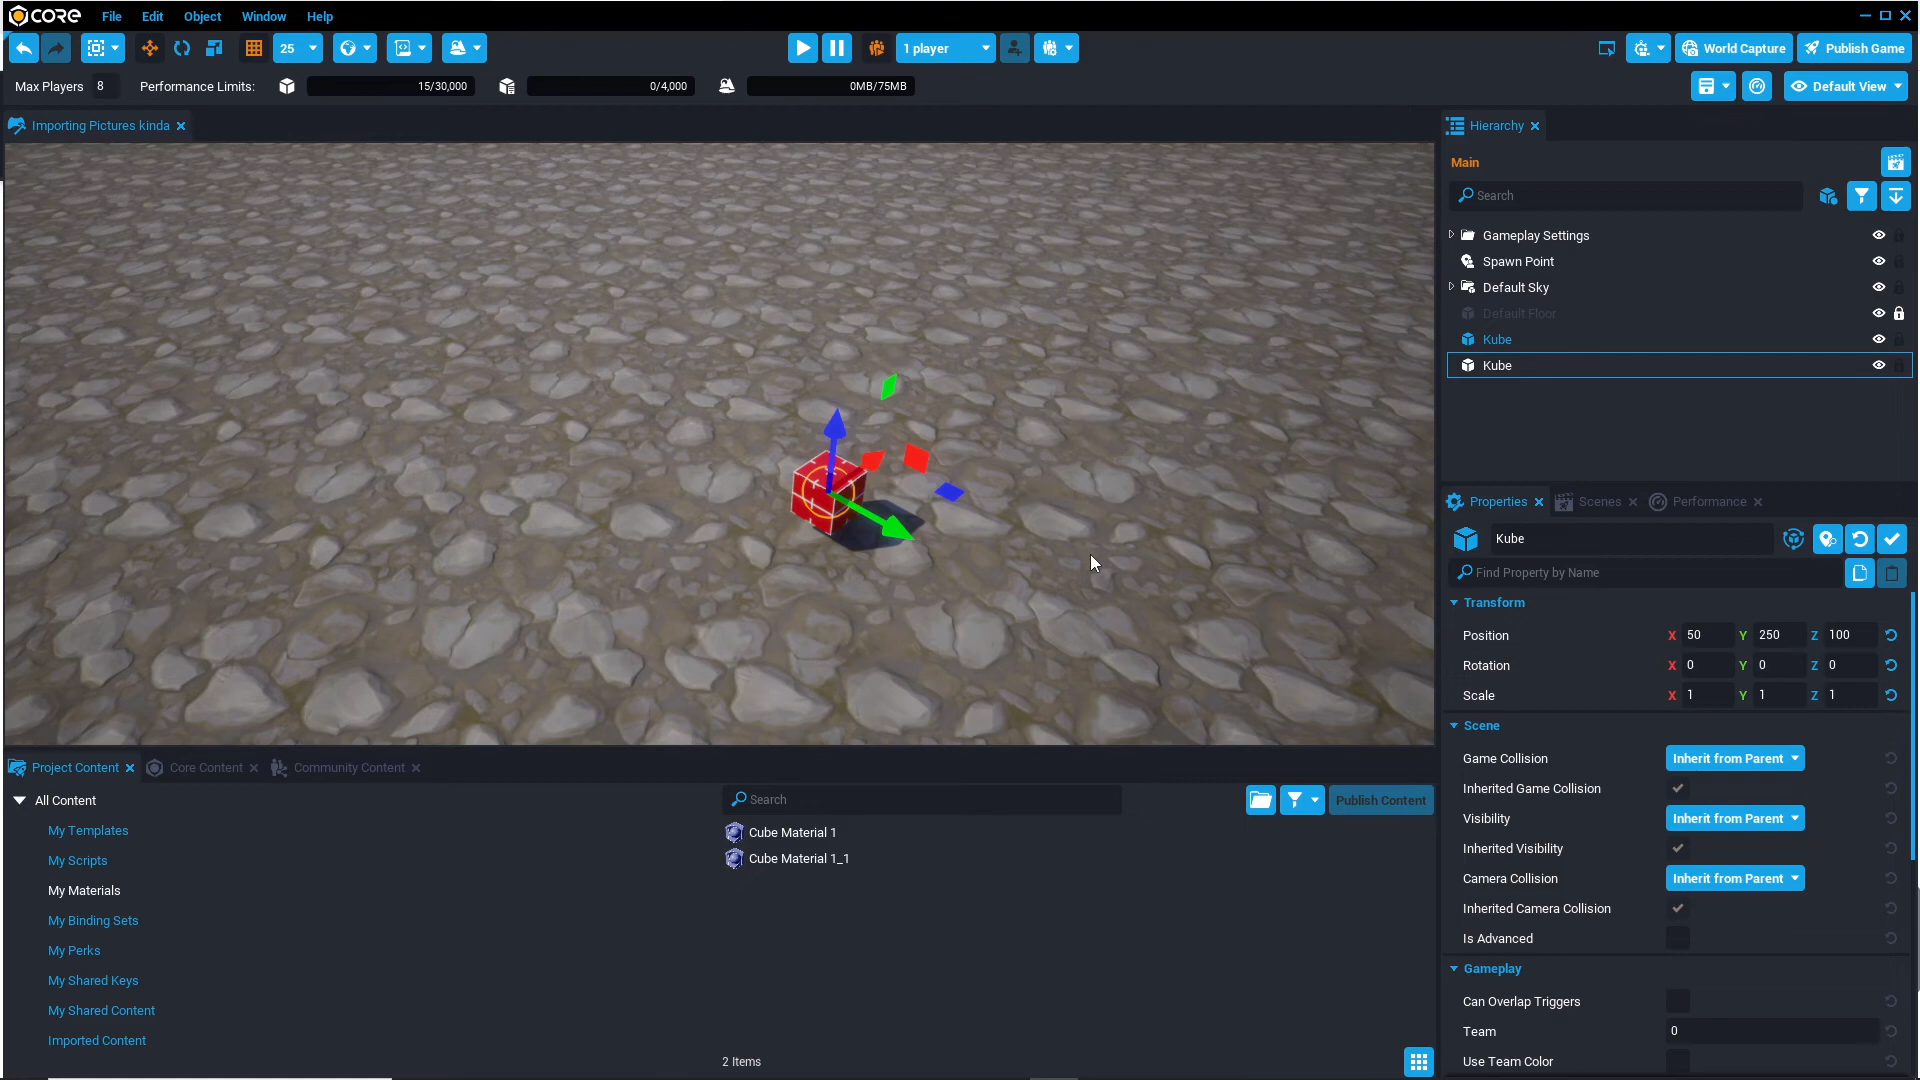 CORE
File Edit Object Window Help
25
1 player
World Capture
Publish Game
Max Players 8 Performance Limits: 15/30,000 0/4,000 0MB/75MB
Default View
Importing Pictures kinda
Hierarchy
Main
Search
Gameplay Settings
Spawn Point
Default Sky
Default Floor
Kube
Kube
Properties Scenes Performance
Kube
Find Property by Name
Transform
Position X 50 Y 250 Z 100
Rotation X 0 Y 0 Z 0
Scale X 1 Y 1 Z 1
Scene
Game Collision Inherit from Parent
Inherited Game Collision
Visibility Inherit from Parent
Inherited Visibility
Camera Collision Inherit from Parent
Inherited Camera Collision
Is Advanced
Gameplay
Can Overlap Triggers
Team 0
Use Team Color
Project Content Core Content Community Content
All Content
My Templates
My Scripts
My Materials
My Binding Sets
My Perks
My Shared Keys
My Shared Content
Imported Content
Search
Publish Content
Cube Material 1
Cube Material 1_1
2 Items